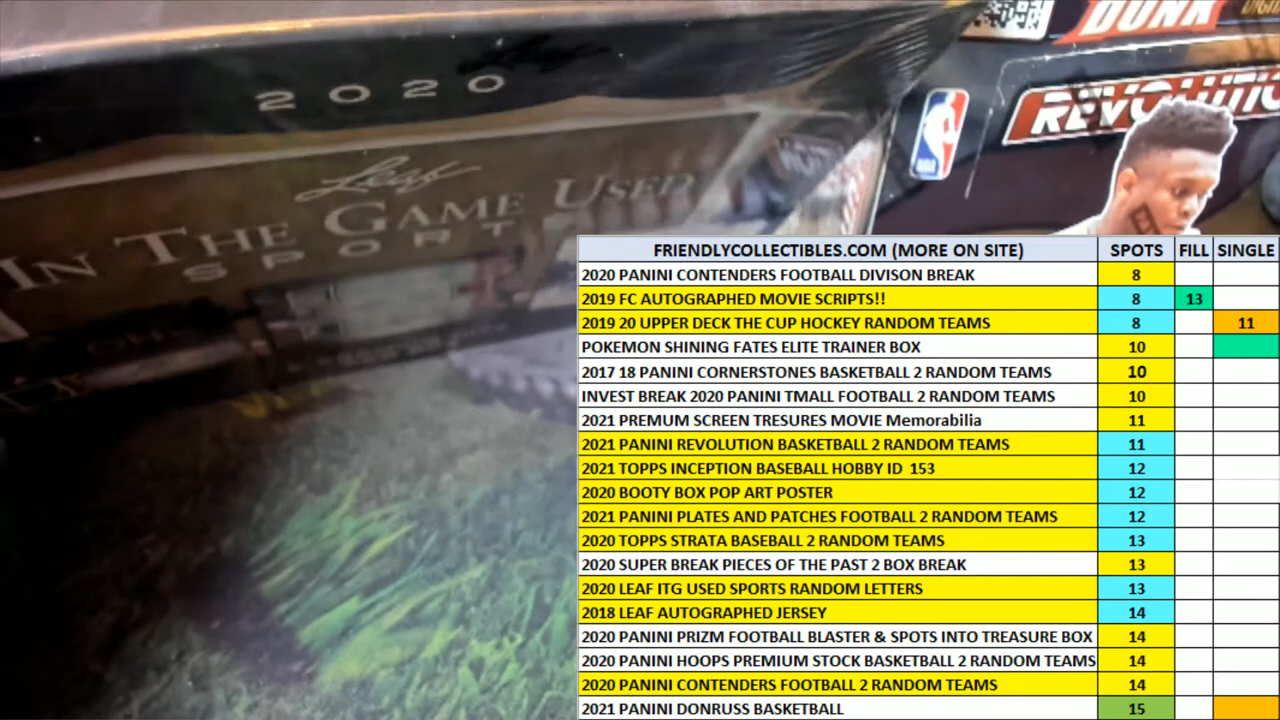 2020
Leaf
IN THE GAME USED
SPORT
DUNK
REVOLUTIO
NBA
FRIENDLYCOLLECTIBLES.COM (MORE ON SITE) SPOTS FILL SINGLE
2020 PANINI CONTENDERS FOOTBALL DIVISON BREAK 8
2019 FC AUTOGRAPHED MOVIE SCRIPTS!! 8 13
2019 20 UPPER DECK THE CUP HOCKEY RANDOM TEAMS 8 11
POKEMON SHINING FATES ELITE TRAINER BOX 10
2017 18 PANINI CORNERSTONES BASKETBALL 2 RANDOM TEAMS 10
INVEST BREAK 2020 PANINI TMALL FOOTBALL 2 RANDOM TEAMS 10
2021 PREMUM SCREEN TRESURES MOVIE Memorabilia 11
2021 PANINI REVOLUTION BASKETBALL 2 RANDOM TEAMS 11
2021 TOPPS INCEPTION BASEBALL HOBBY ID 153 12
2020 BOOTY BOX POP ART POSTER 12
2021 PANINI PLATES AND PATCHES FOOTBALL 2 RANDOM TEAMS 12
2020 TOPPS STRATA BASEBALL 2 RANDOM TEAMS 13
2020 SUPER BREAK PIECES OF THE PAST 2 BOX BREAK 13
2020 LEAF ITG USED SPORTS RANDOM LETTERS 13
2018 LEAF AUTOGRAPHED JERSEY 14
2020 PANINI PRIZM FOOTBALL BLASTER & SPOTS INTO TREASURE BOX 14
2020 PANINI HOOPS PREMIUM STOCK BASKETBALL 2 RANDOM TEAMS 14
2020 PANINI CONTENDERS FOOTBALL 2 RANDOM TEAMS 14
2021 PANINI DONRUSS BASKETBALL 15